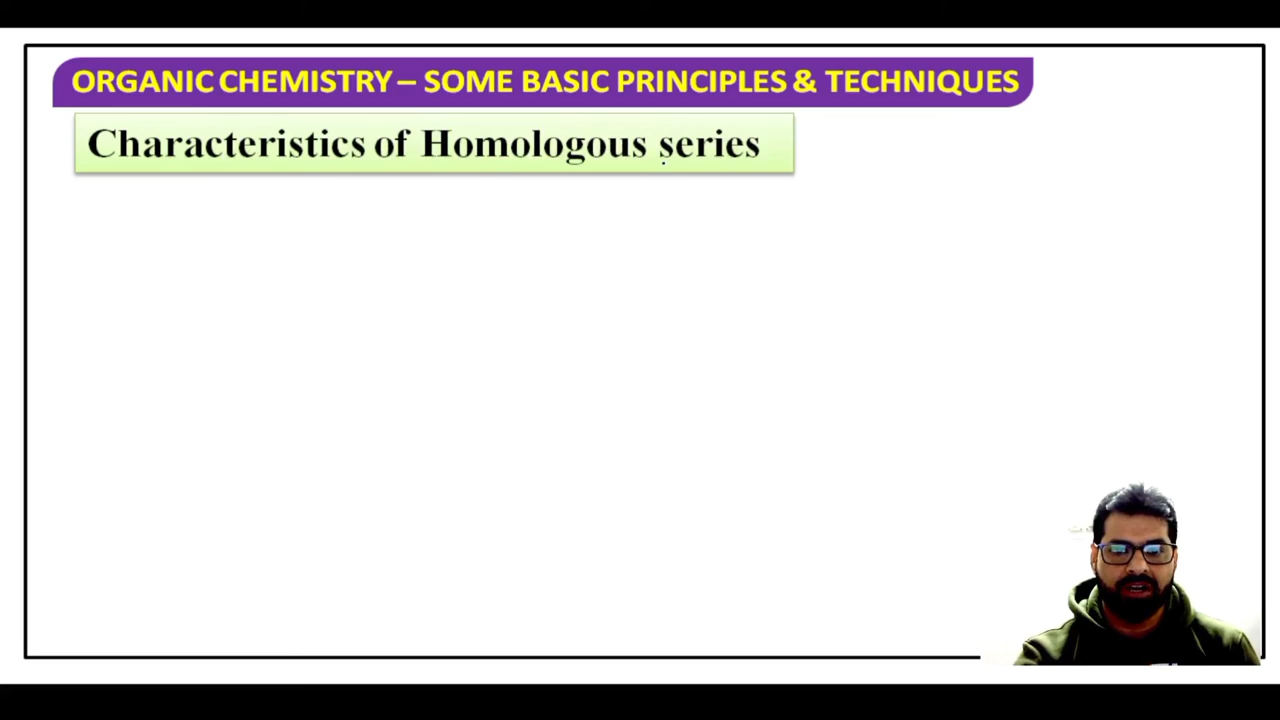 ORGANIC CHEMISTRY – SOME BASIC PRINCIPLES & TECHNIQUES
Characteristics of Homologous series